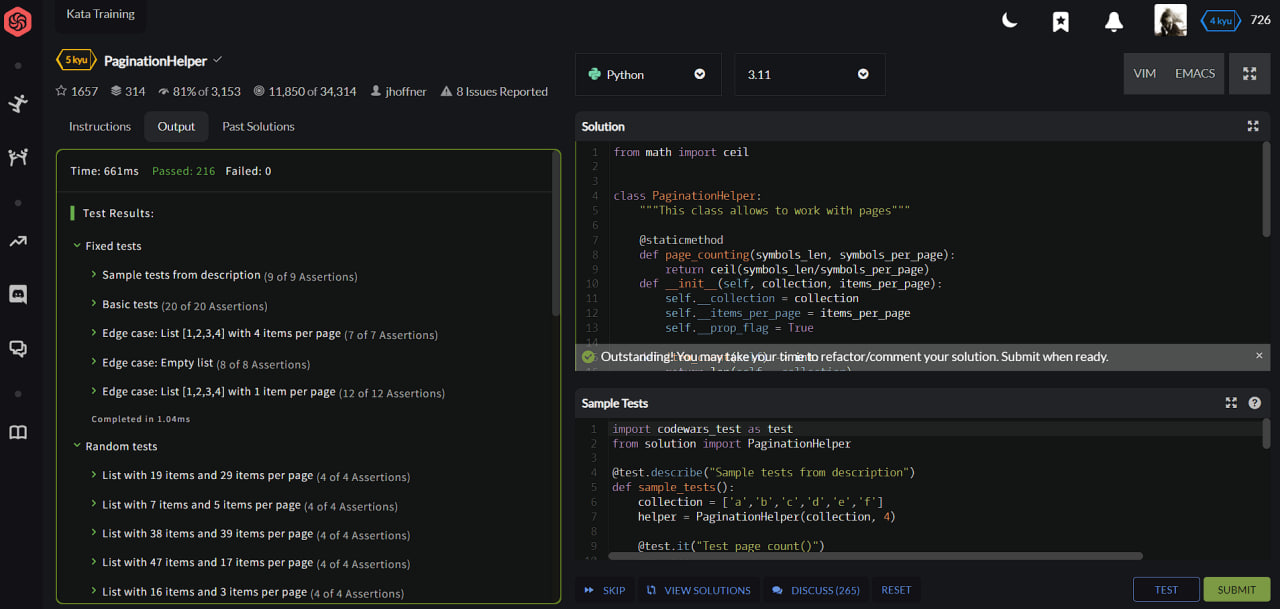 Kata Training
4 kyu 726
5 kyu PaginationHelper
1657 314 81% of 3,153 11,850 of 34,314 jhoffner 8 Issues Reported
Instructions Output Past Solutions
Time: 661ms Passed: 216 Failed: 0
Test Results:
Fixed tests
Sample tests from description (9 of 9 Assertions)
Basic tests (20 of 20 Assertions)
Edge case: List [1,2,3,4] with 4 items per page (7 of 7 Assertions)
Edge case: Empty list (8 of 8 Assertions)
Edge case: List [1,2,3,4] with 1 item per page (12 of 12 Assertions)
Completed in 1.04ms
Random tests
List with 19 items and 29 items per page (4 of 4 Assertions)
List with 7 items and 5 items per page (4 of 4 Assertions)
List with 38 items and 39 items per page (4 of 4 Assertions)
List with 47 items and 17 items per page (4 of 4 Assertions)
List with 16 items and 3 items per page (4 of 4 Assertions)
Python 3.11 VIM EMACS
Solution
1 from math import ceil
2
3
4 class PaginationHelper:
5 """This class allows to work with pages"""
6
7 @staticmethod
8 def page_counting(symbols_len, symbols_per_page):
9 return ceil(symbols_len/symbols_per_page)
10 def __init__(self, collection, items_per_page):
11 self.__collection = collection
12 self.__items_per_page = items_per_page
13 self.__prop_flag = True
14
Outstanding! You may take your time to refactor/comment your solution. Submit when ready.
Sample Tests
1 import codewars_test as test
2 from solution import PaginationHelper
3
4 @test.describe("Sample tests from description")
5 def sample_tests():
6 collection = ['a','b','c','d','e','f']
7 helper = PaginationHelper(collection, 4)
8
9 @test.it("Test page_count()")
SKIP VIEW SOLUTIONS DISCUSS (265) RESET TEST SUBMIT